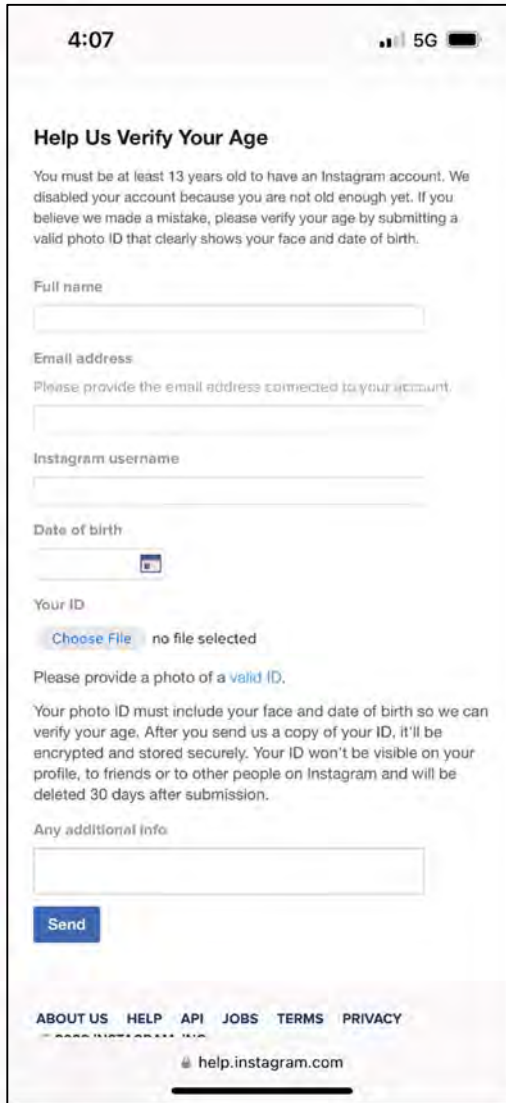 4:07 5G
Help Us Verify Your Age
You must be at least 13 years old to have an Instagram account. We
disabled your account because you are not old enough yet. If you
believe we made a mistake, please verify your age by submitting a
valid photo ID that clearly shows your face and date of birth.
Full name
Email address
Please provide the email address connected to your account.
Instagram username
Date of birth
Your ID
Choose File no file selected
Please provide a photo of a valid ID.
Your photo ID must include your face and date of birth so we can
verify your age. After you send us a copy of your ID, it'll be
encrypted and stored securely. Your ID won't be visible on your
profile, to friends or to other people on Instagram and will be
deleted 30 days after submission.
Any additional info
Send
ABOUT US HELP API JOBS TERMS PRIVACY
INSTAGRAM, INC
help.instagram.com